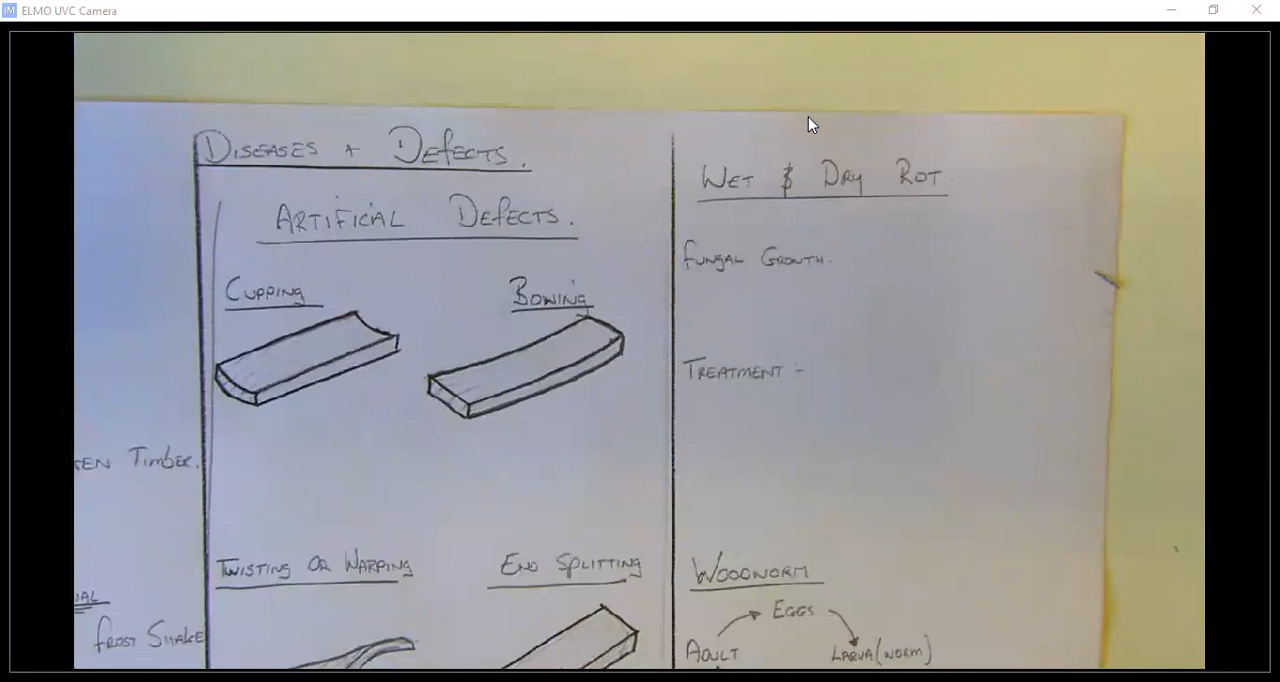 ELMO UVC Camera
DISEASES + DEFECTS.
ARTIFICIAL DEFECTS.
CUPPING
BOWING
TIMBER.
TWISTING OR WARPING
END SPLITTING
FROST SHAKE
WET & DRY ROT.
FUNGAL GROWTH.
TREATMENT -
WOODWORM
EGGS
ADULT
LARVA (WORM)